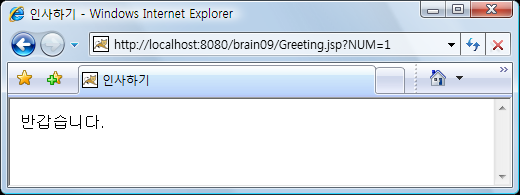 인사하기 - Windows Internet Explorer
http://localhost:8080/brain09/Greeting.jsp?NUM=1
인사하기
반갑습니다.